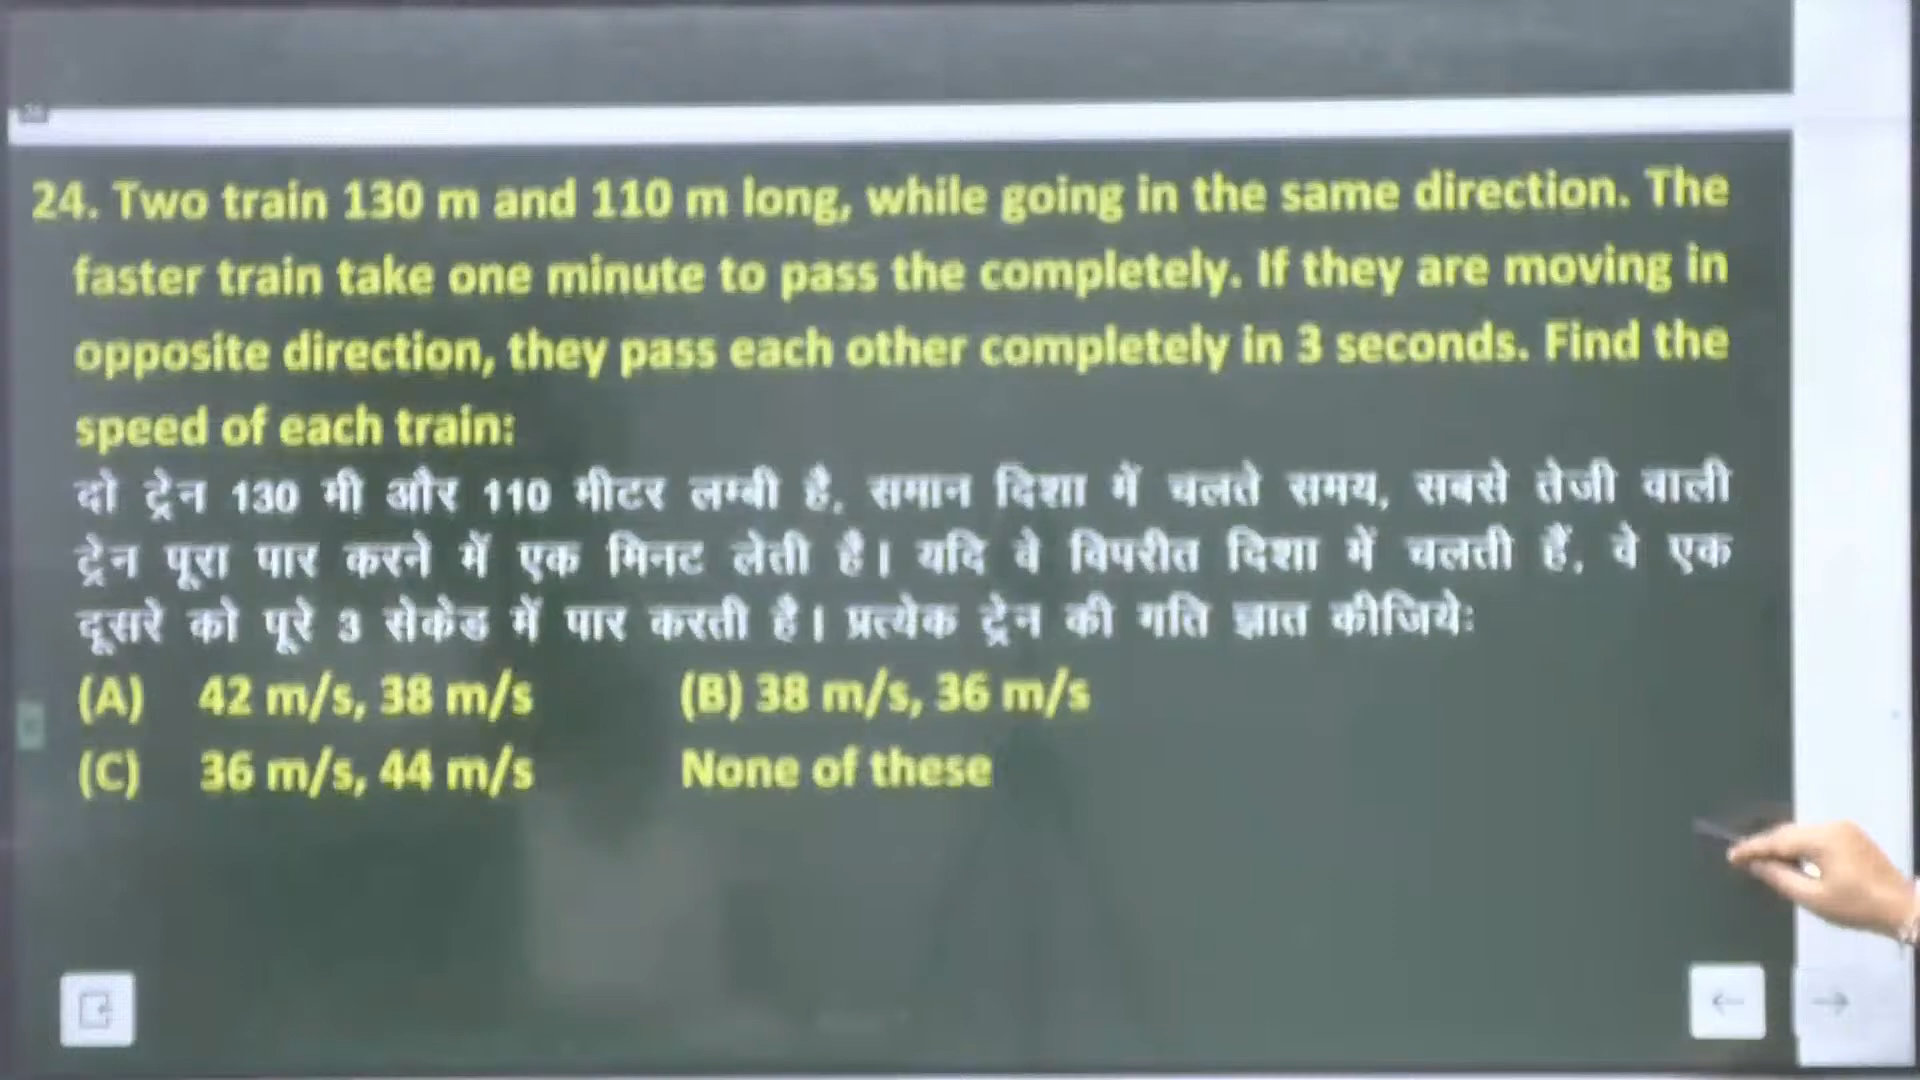 24. Two train 130 m and 110 m long, while going in the same direction. The
faster train take one minute to pass the completely. If they are moving in
opposite direction, they pass each other completely in 3 seconds. Find the
speed of each train:
दो ट्रेन 130 मी और 110 मीटर लम्बी है, समान दिशा में चलते समय, सबसे तेजी वाली
ट्रेन पूरा पार करने में एक मिनट लेती है। यदि वे विपरीत दिशा में चलती हैं, वे एक
दूसरे को पूरे 3 सेकेंड में पार करती है। प्रत्येक ट्रेन की गति ज्ञात कीजिये:
(A) 42 m/s, 38 m/s (B) 38 m/s, 36 m/s
(C) 36 m/s, 44 m/s None of these